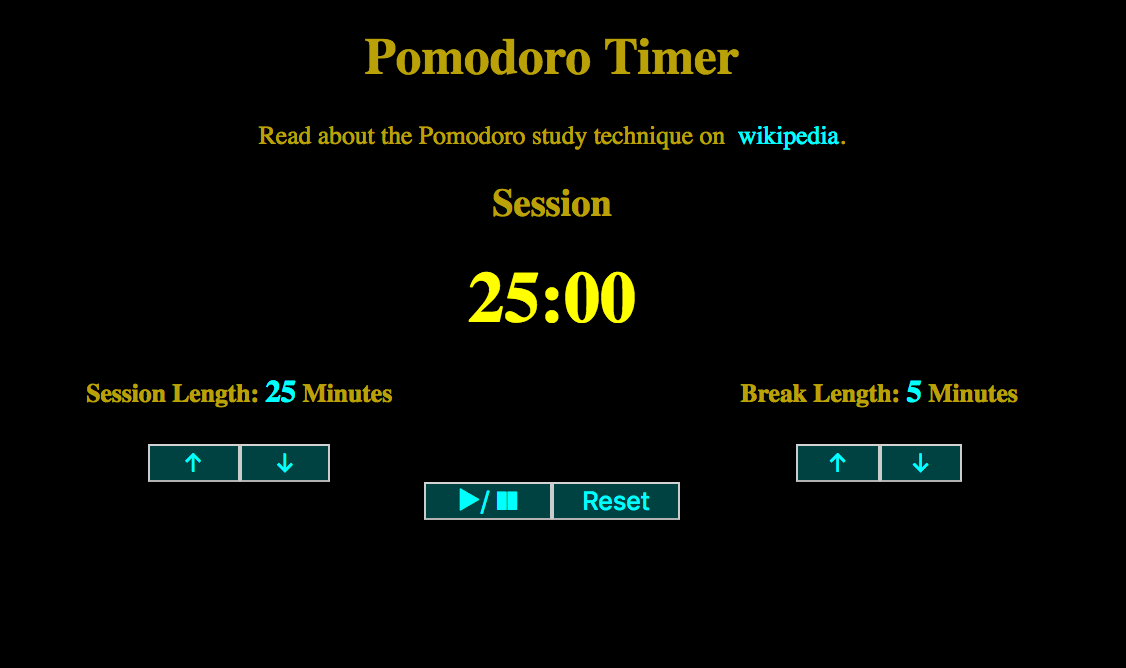 Pomodoro Timer
Read about the Pomodoro study technique on wikipedia.
Session
25:00
Session Length: 25 Minutes
Break Length: 5 Minutes
↑ ↓
↑ ↓
▶/⏸ Reset